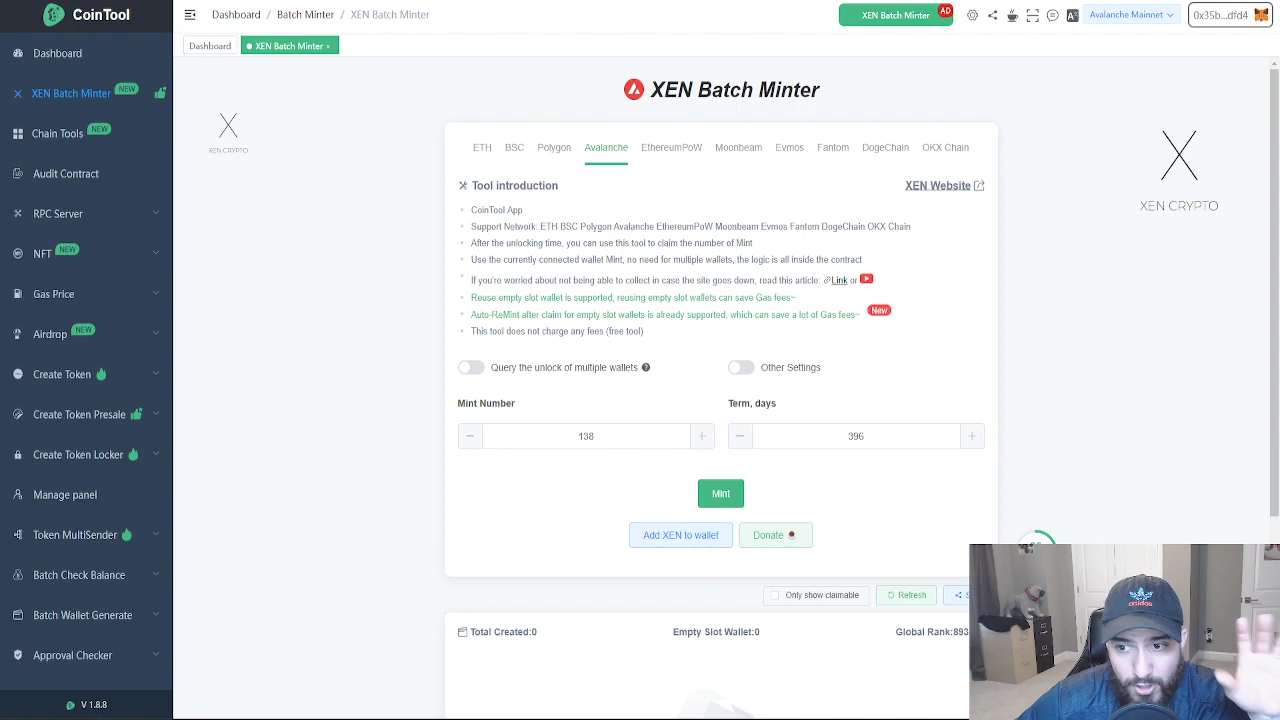 Cointool
Dashboard / Batch Minter / XEN Batch Minter
XEN Batch Minter
AD
Avalanche Mainnet
0x35b...dfd4
Dashboard
XEN Batch Minter ×
Dashboard
XEN Batch Minter NEW
Chain Tools NEW
Audit Contract
RPC Server
NFT NEW
Gas Price
Airdrop NEW
Create Token
Create Token Presale
Create Token Locker
Manage panel
Token MultiSender
Batch Check Balance
Wallet Generate
Approval Checker
V 1.8.8
XEN CRYPTO
XEN Batch Minter
ETH BSC Polygon Avalanche EthereumPoW Moonbeam Evmos Fantom DogeChain OKX Chain
Tool introduction
XEN Website
CoinTool App
Support Network: ETH BSC Polygon Avalanche EthereumPoW Moonbeam Evmos Fantom DogeChain OKX Chain
After the unlocking time, you can use this tool to claim the number of Mint
Use the currently connected wallet Mint, no need for multiple wallets, the logic is all inside the contract
If you're worried about not being able to collect in case the site goes down, read this article: Link or
Reuse empty slot wallet is supported, reusing empty slot wallets can save Gas fees~
Auto-ReMint after claim for empty slot wallets is already supported, which can save a lot of Gas fees~ New
This tool does not charge any fees (free tool)
Query the unlock of multiple wallets
Other Settings
Mint Number
Term, days
− 138 +
− 396 +
Mint
Add XEN to wallet
Donate
Only show claimable
Refresh
Total Created:0
Empty Slot Wallet:0
Global Rank:893
XEN CRYPTO
adidas